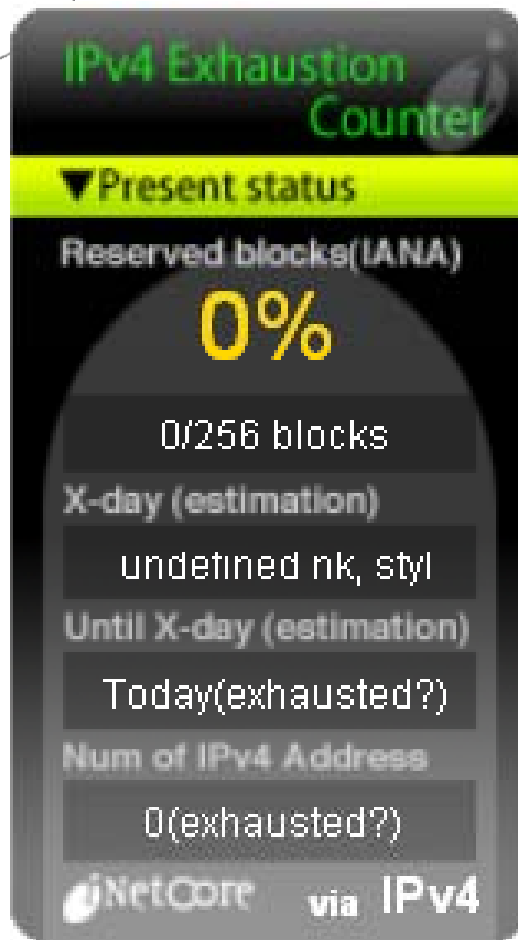 IPv4 Exhaustion
Counter
▼Present status
Reserved blocks(IANA)
0%
0/256 blocks
X-day (estimation)
undefined nk, styl
Until X-day (estimation)
Today(exhausted?)
Num of IPv4 Address
0(exhausted?)
iNetCore via IPv4